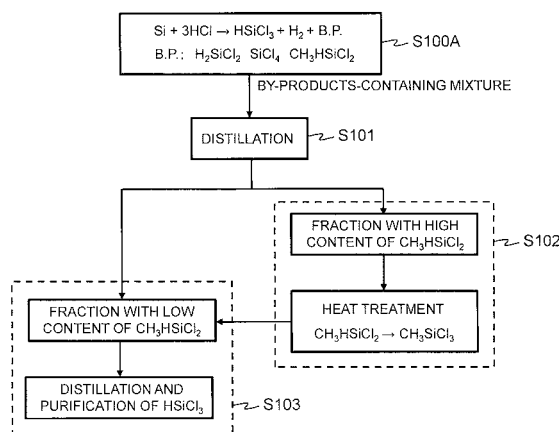 Si + 3HCl → HSiCl₃ + H₂ + B.P.
B.P.: H₂SiCl₂ SiCl₄ CH₃HSiCl₂
S100A
BY-PRODUCTS-CONTAINING MIXTURE
DISTILLATION
S101
FRACTION WITH HIGH
CONTENT OF CH₃HSiCl₂
S102
HEAT TREATMENT
CH₃HSiCl₂ → CH₃SiCl₃
FRACTION WITH LOW
CONTENT OF CH₃HSiCl₂
DISTILLATION AND
PURIFICATION OF HSiCl₃
S103